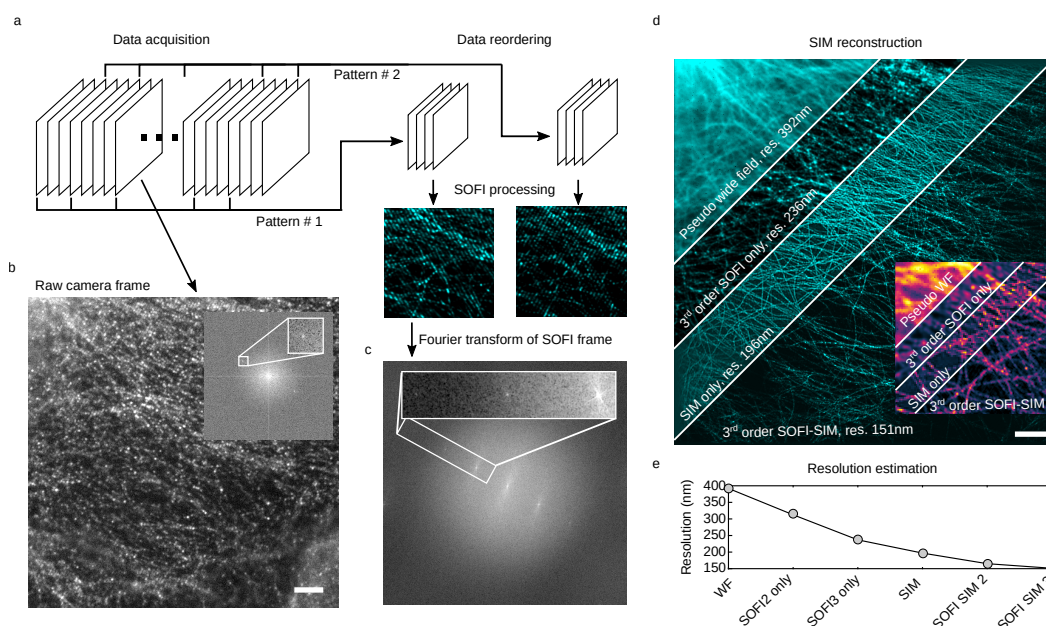 a
Data acquisition
Data reordering
Pattern # 2
Pattern # 1
SOFI processing
b
Raw camera frame
Fourier transform of SOFI frame
c
d
SIM reconstruction
Pseudo wide field, res. 392nm
3rd order SOFI only, res. 236nm
SIM only, res. 196nm
3rd order SOFI-SIM, res. 151nm
Pseudo WF
3rd order SOFI only
SIM only
3rd order SOFI-SIM
e
Resolution estimation
Resolution (nm)
400
350
300
250
200
150
WF
SOFI2 only
SOFI3 only
SIM
SOFI SIM 2
SOFI SIM 3